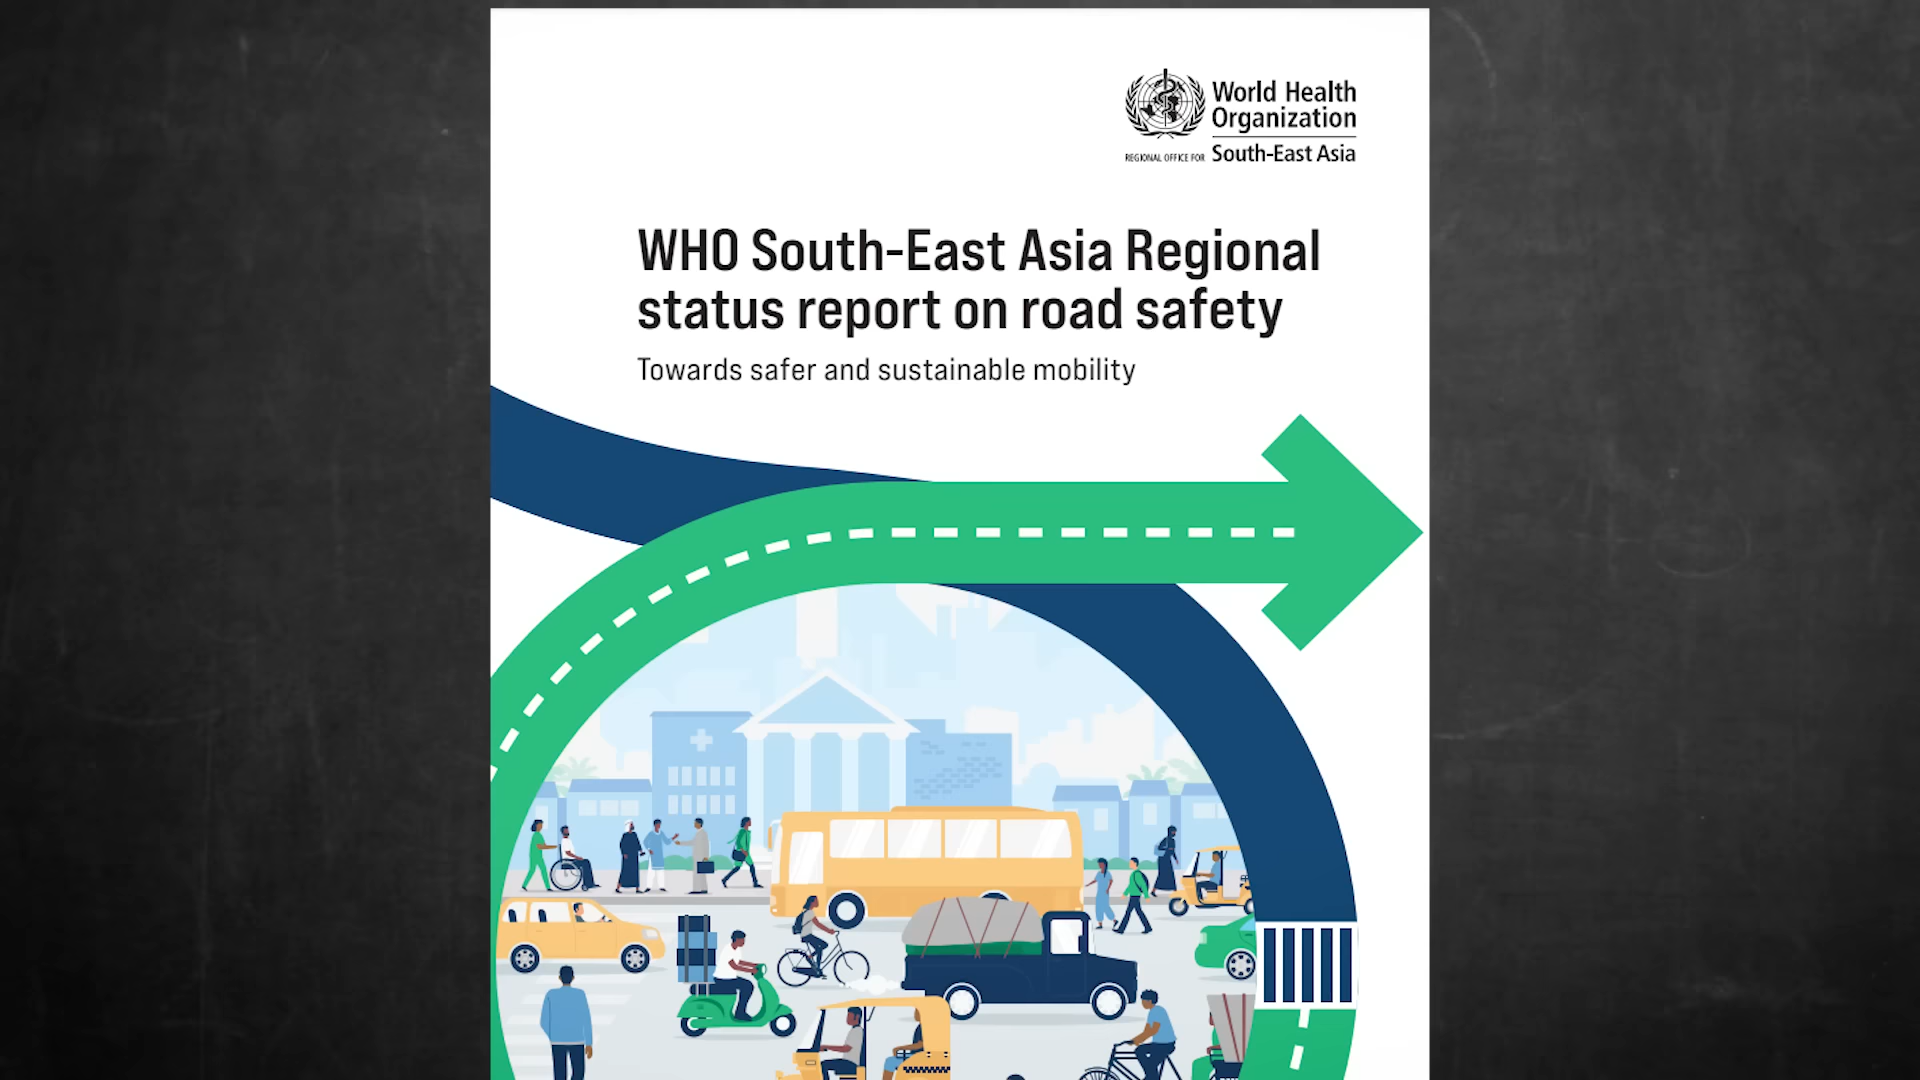 World Health
Organization
REGIONAL OFFICE FOR South-East Asia
WHO South-East Asia Regional
status report on road safety
Towards safer and sustainable mobility